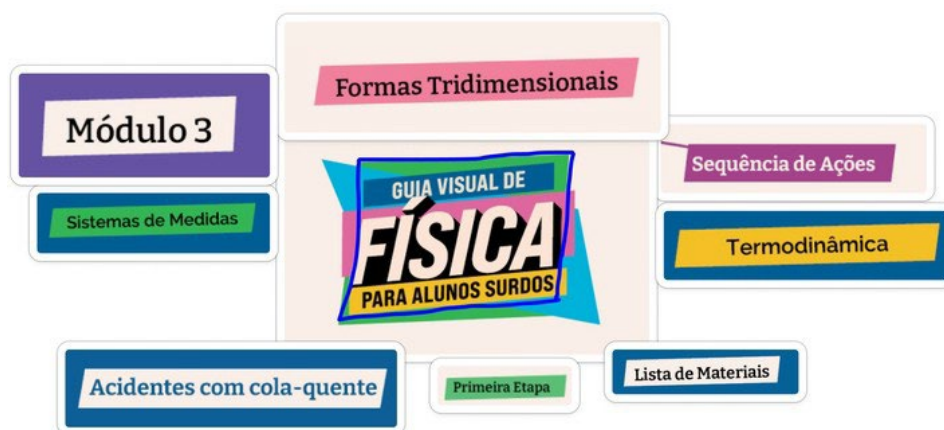 Formas Tridimensionais
Módulo 3
Sequência de Ações
Sistemas de Medidas
GUIA VISUAL DE
FÍSICA
PARA ALUNOS SURDOS
Termodinâmica
Acidentes com cola-quente
Primeira Etapa
Lista de Materiais